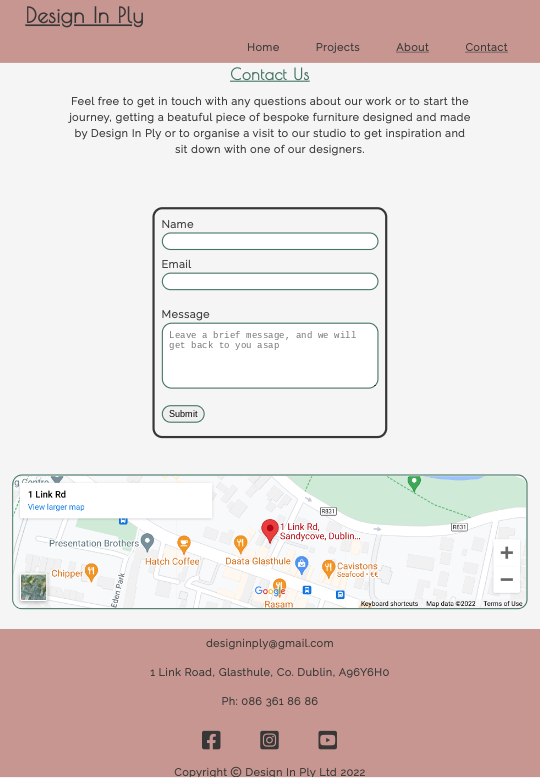 Design In Ply
Home Projects About Contact
Contact Us
Feel free to get in touch with any questions about our work or to start the
journey, getting a beatuful piece of bespoke furniture designed and made
by Design In Ply or to organise a visit to our studio to get inspiration and
sit down with one of our designers.
Name
Email
Message
Leave a brief message, and we will
get back to you asap
Submit
1 Link Rd
View larger map
R831
R831
1 Link Rd,
Sandycove, Dublin...
Presentation Brothers
Hatch Coffee
Daata Glasthule
Cavistons
Seafood • €€
Chipper
Eden Park
Google
Rasam
+
−
Keyboard shortcuts Map data ©2022 Terms of Use
designinply@gmail.com
1 Link Road, Glasthule, Co. Dublin, A96Y6H0
Ph: 086 361 86 86
Copyright © Design In Ply Ltd 2022